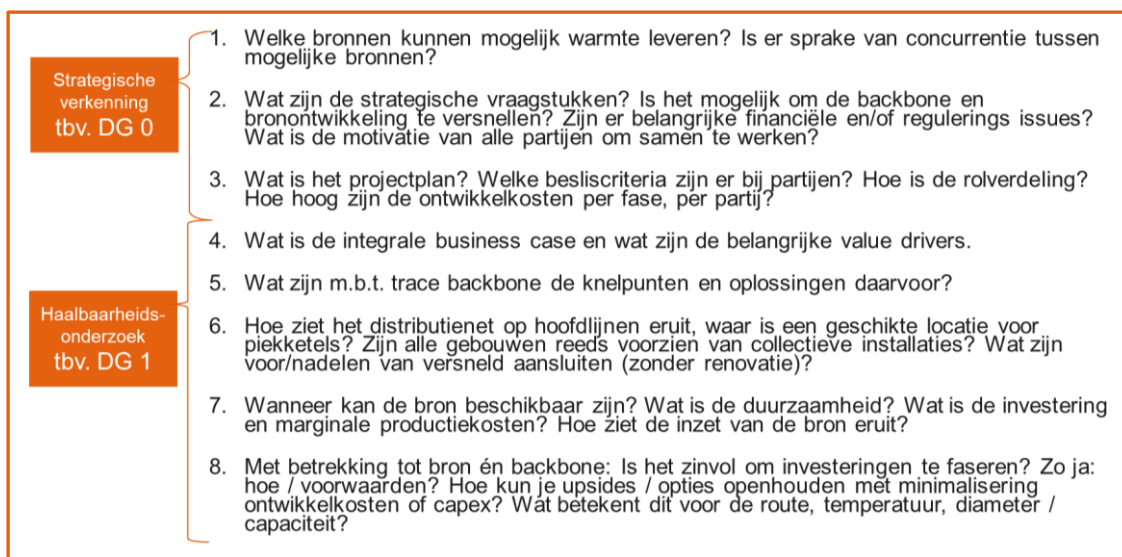 Strategische
verkenning
tbv. DG 0
1. Welke bronnen kunnen mogelijk warmte leveren? Is er sprake van concurrentie tussen
mogelijke bronnen?
2. Wat zijn de strategische vraagstukken? Is het mogelijk om de backbone en
bronontwikkeling te versnellen? Zijn er belangrijke financiële en/of regulerings issues?
Wat is de motivatie van alle partijen om samen te werken?
3. Wat is het projectplan? Welke besliscriteria zijn er bij partijen? Hoe is de rolverdeling?
Hoe hoog zijn de ontwikkelkosten per fase, per partij?
Haalbaarheids-
onderzoek
tbv. DG 1
4. Wat is de integrale business case en wat zijn de belangrijke value drivers.
5. Wat zijn m.b.t. trace backbone de knelpunten en oplossingen daarvoor?
6. Hoe ziet het distributienet op hoofdlijnen eruit, waar is een geschikte locatie voor
piekketels? Zijn alle gebouwen reeds voorzien van collectieve installaties? Wat zijn
voor/nadelen van versneld aansluiten (zonder renovatie)?
7. Wanneer kan de bron beschikbaar zijn? Wat is de duurzaamheid? Wat is de investering
en marginale productiekosten? Hoe ziet de inzet van de bron eruit?
8. Met betrekking tot bron én backbone: Is het zinvol om investeringen te faseren? Zo ja:
hoe / voorwaarden? Hoe kun je upsides / opties openhouden met minimalisering
ontwikkelkosten of capex? Wat betekent dit voor de route, temperatuur, diameter /
capaciteit?